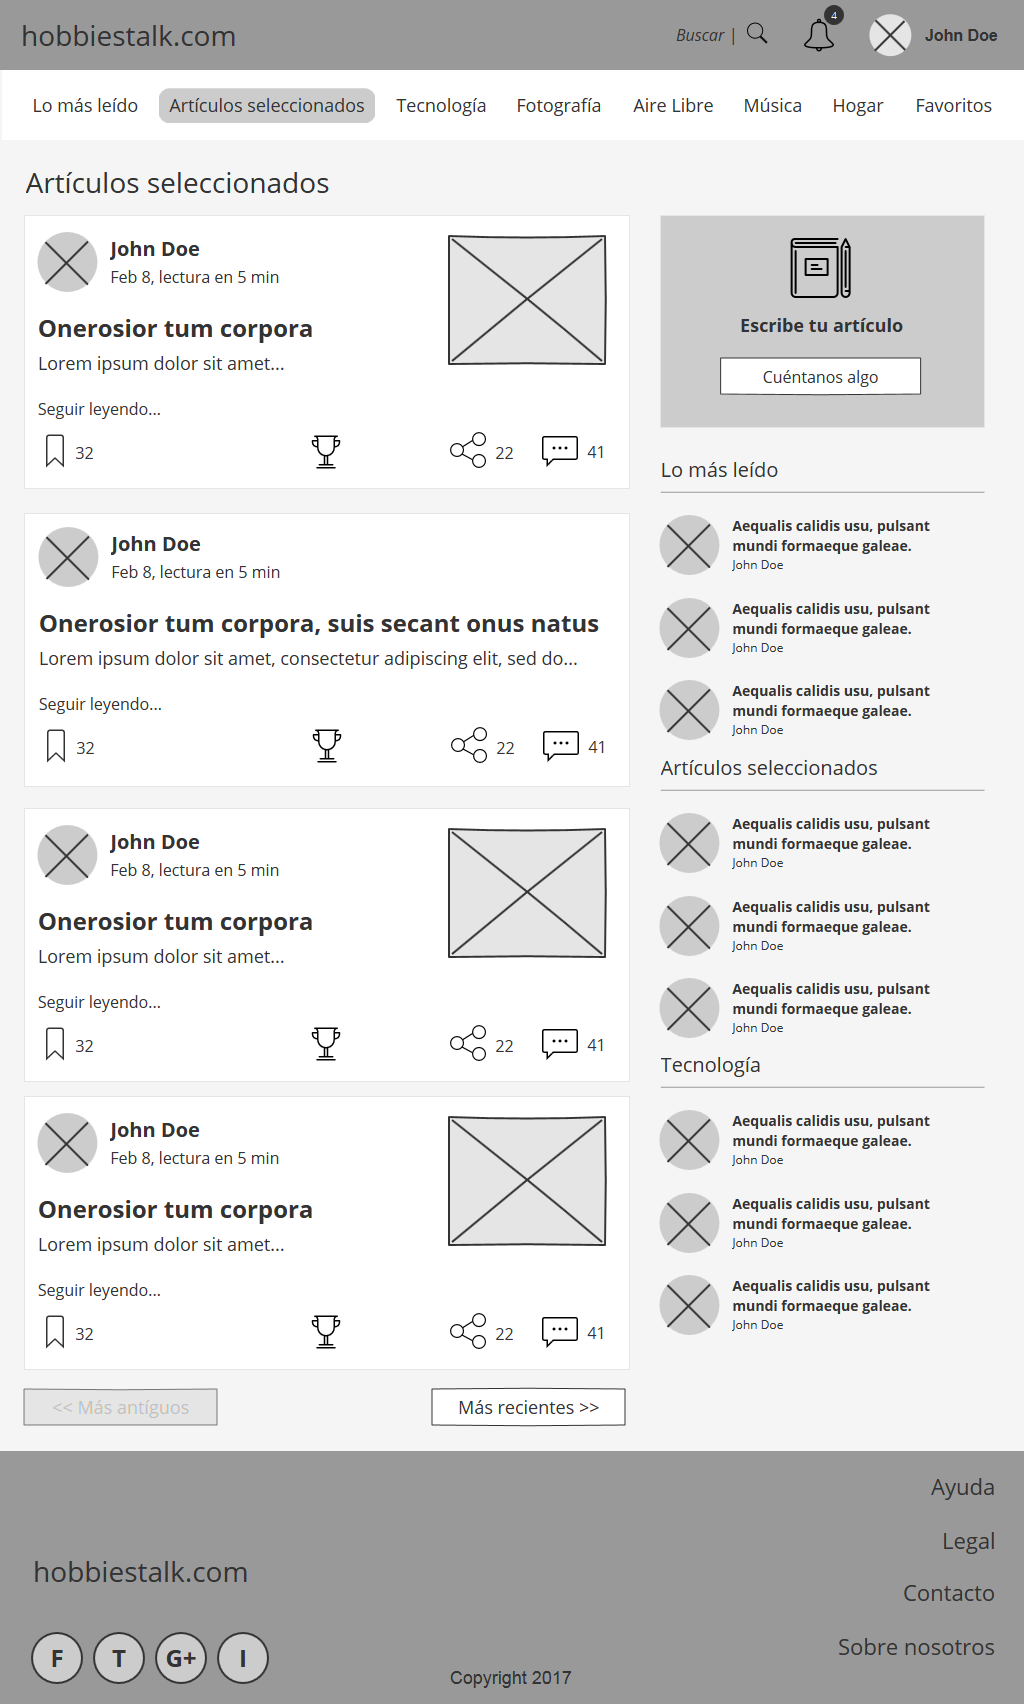 hobbiestalk.com
Buscar |
4
John Doe
Lo más leído
Artículos seleccionados
Tecnología
Fotografía
Aire Libre
Música
Hogar
Favoritos
Artículos seleccionados
John Doe
Feb 8, lectura en 5 min
Onerosior tum corpora
Lorem ipsum dolor sit amet...
Seguir leyendo...
32
22
41
John Doe
Feb 8, lectura en 5 min
Onerosior tum corpora, suis secant onus natus
Lorem ipsum dolor sit amet, consectetur adipiscing elit, sed do...
Seguir leyendo...
32
22
41
John Doe
Feb 8, lectura en 5 min
Onerosior tum corpora
Lorem ipsum dolor sit amet...
Seguir leyendo...
32
22
41
John Doe
Feb 8, lectura en 5 min
Onerosior tum corpora
Lorem ipsum dolor sit amet...
Seguir leyendo...
32
22
41
<< Más antíguos
Más recientes >>
Escribe tu artículo
Cuéntanos algo
Lo más leído
Aequalis calidis usu, pulsant
mundi formaeque galeae.
John Doe
Aequalis calidis usu, pulsant
mundi formaeque galeae.
John Doe
Aequalis calidis usu, pulsant
mundi formaeque galeae.
John Doe
Artículos seleccionados
Aequalis calidis usu, pulsant
mundi formaeque galeae.
John Doe
Aequalis calidis usu, pulsant
mundi formaeque galeae.
John Doe
Aequalis calidis usu, pulsant
mundi formaeque galeae.
John Doe
Tecnología
Aequalis calidis usu, pulsant
mundi formaeque galeae.
John Doe
Aequalis calidis usu, pulsant
mundi formaeque galeae.
John Doe
Aequalis calidis usu, pulsant
mundi formaeque galeae.
John Doe
hobbiestalk.com
F
T
G+
I
Copyright 2017
Ayuda
Legal
Contacto
Sobre nosotros